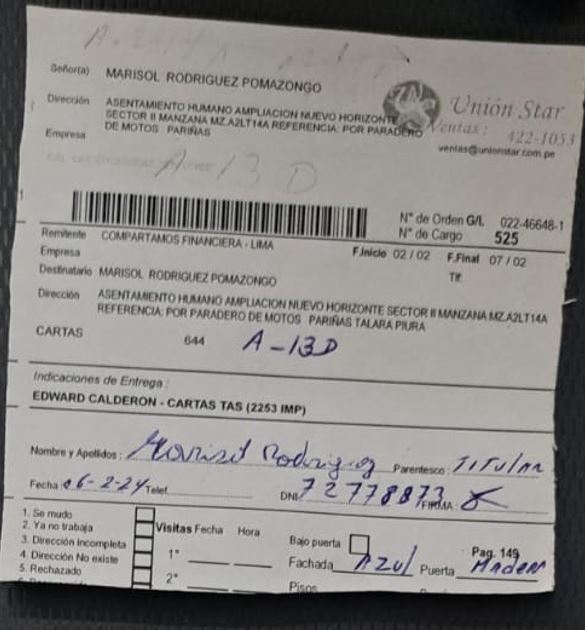 Señor(a) MARISOL RODRIGUEZ POMAZONGO
Dirección ASENTAMIENTO HUMANO AMPLIACION NUEVO HORIZONTE
SECTOR II MANZANA MZ.A2LT14A REFERENCIA: POR PARADERO
DE MOTOS PARIÑAS
Empresa
Unión Star
Ventas : 422-1053
ventas@unionstar.com.pe
A-13 D
N° de Orden G/L 022-46648-1
N° de Cargo 525
Remitente COMPARTAMOS FINANCIERA - LIMA
Empresa
F.Inicio 02 / 02 F.Final 07 / 02
Destinatario MARISOL RODRIGUEZ POMAZONGO
Tlf.
Dirección ASENTAMIENTO HUMANO AMPLIACION NUEVO HORIZONTE SECTOR II MANZANA MZ.A2LT14A
REFERENCIA: POR PARADERO DE MOTOS PARIÑAS TALARA PIURA
CARTAS 644 A-13D
Indicaciones de Entrega :
EDWARD CALDERON - CARTAS TAS (2253 IMP)
Nombre y Apellidos : Marisol Rodriguez Parentesco: TITULAR
Fecha: 06-2-24 Telef. DNI 72778873 FIRMA:
1. Se mudo
2. Ya no trabaja
3. Dirección incompleta
4. Dirección No existe
5. Rechazado
Visitas Fecha Hora
1°
2°
Bajo puerta
Pag. 149
Fachada Azul Puerta Mader
Pisos